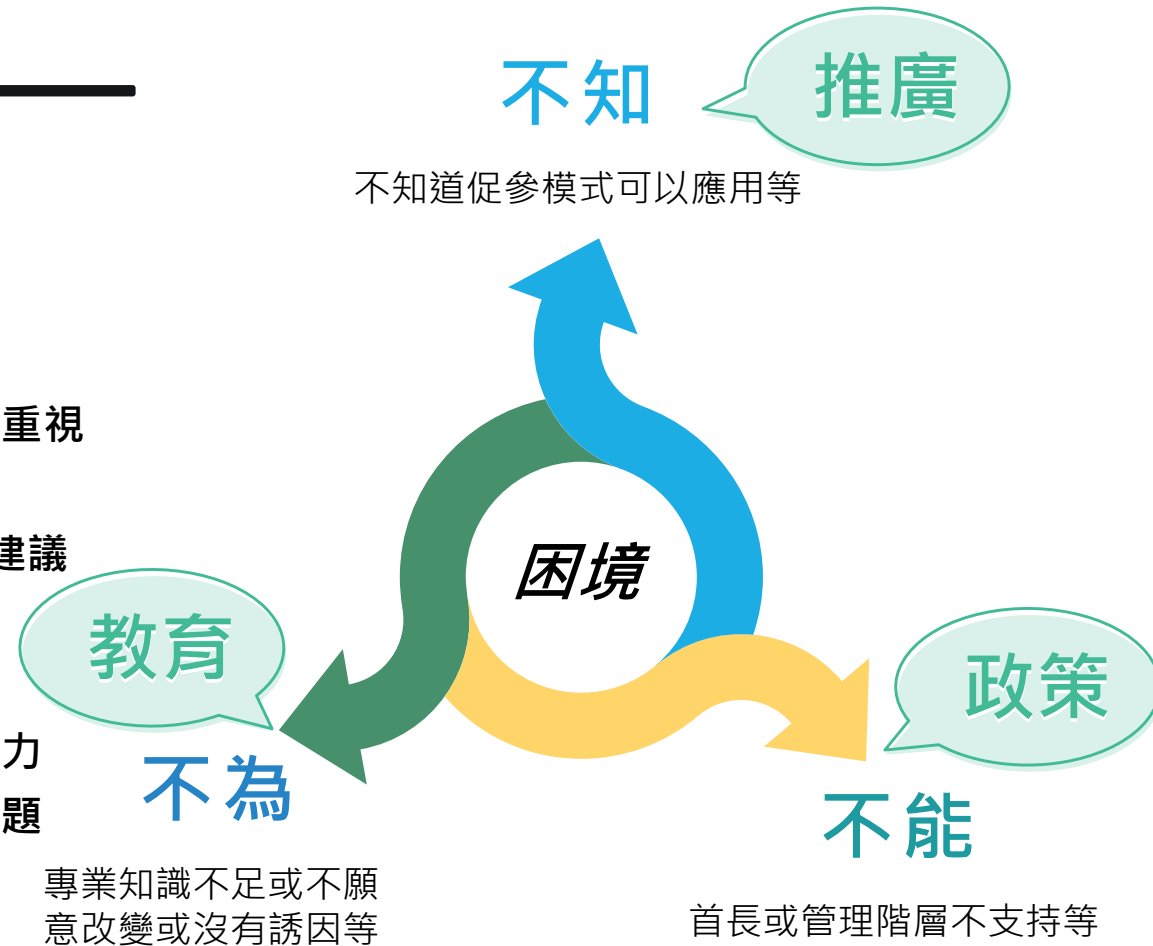 不知
推廣
不知道促參模式可以應用等
重視
困境
建議
教育
政策
力
不為
題
不能
專業知識不足或不願
意改變或沒有誘因等
首長或管理階層不支持等